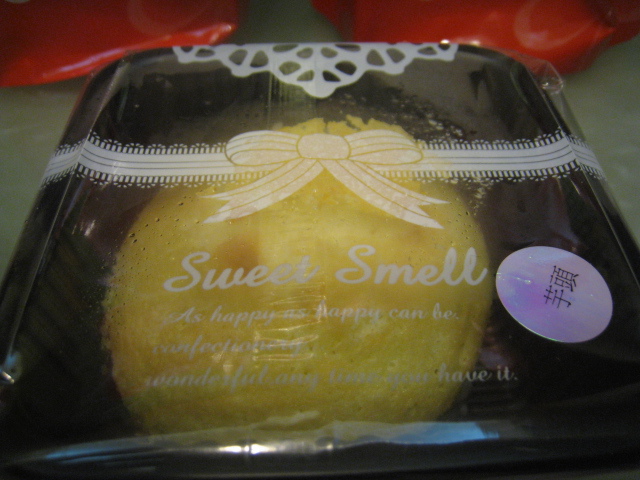 Sweet Smell
As happy as happy can be.
confectionery
wonderful any time you have it.
芋頭